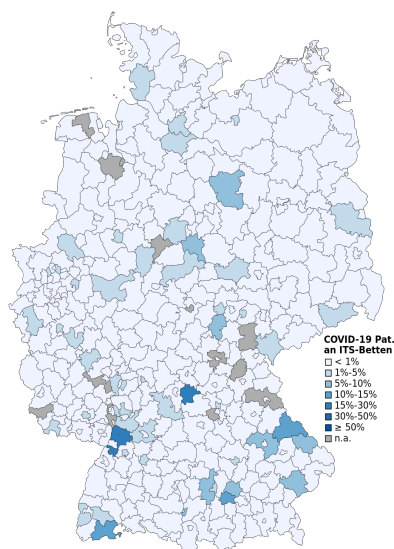 COVID-19 Pat.
an ITS-Betten
< 1%
1%-5%
5%-10%
10%-15%
15%-30%
30%-50%
≥ 50%
n.a.